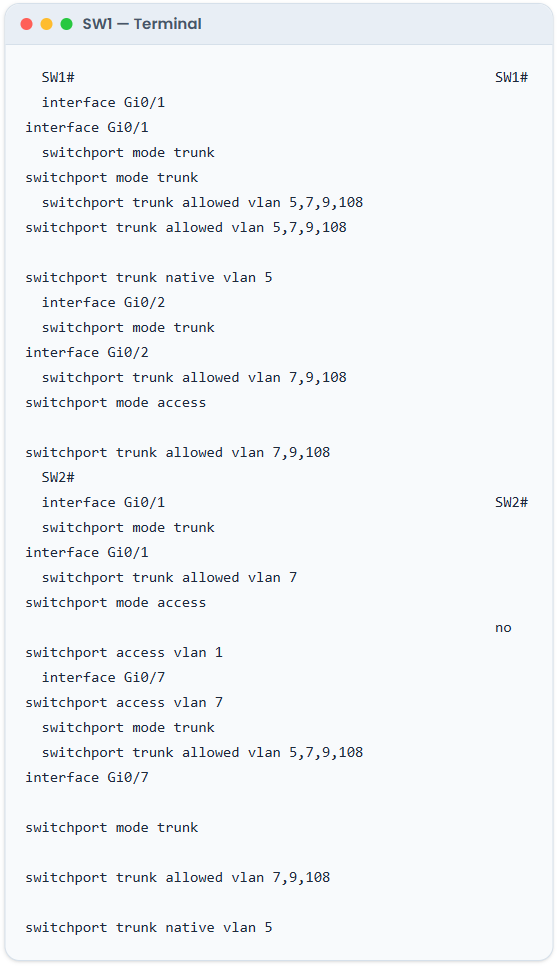 SW1 — Terminal
SW1# SW1#
interface Gi0/1
interface Gi0/1
switchport mode trunk
switchport mode trunk
switchport trunk allowed vlan 5,7,9,108
switchport trunk allowed vlan 5,7,9,108
switchport trunk native vlan 5
interface Gi0/2
switchport mode trunk
interface Gi0/2
switchport trunk allowed vlan 7,9,108
switchport mode access
switchport trunk allowed vlan 7,9,108
SW2#
interface Gi0/1 SW2#
switchport mode trunk
interface Gi0/1
switchport trunk allowed vlan 7
switchport mode access
no
switchport access vlan 1
interface Gi0/7
switchport access vlan 7
switchport mode trunk
switchport trunk allowed vlan 5,7,9,108
interface Gi0/7
switchport mode trunk
switchport trunk allowed vlan 7,9,108
switchport trunk native vlan 5